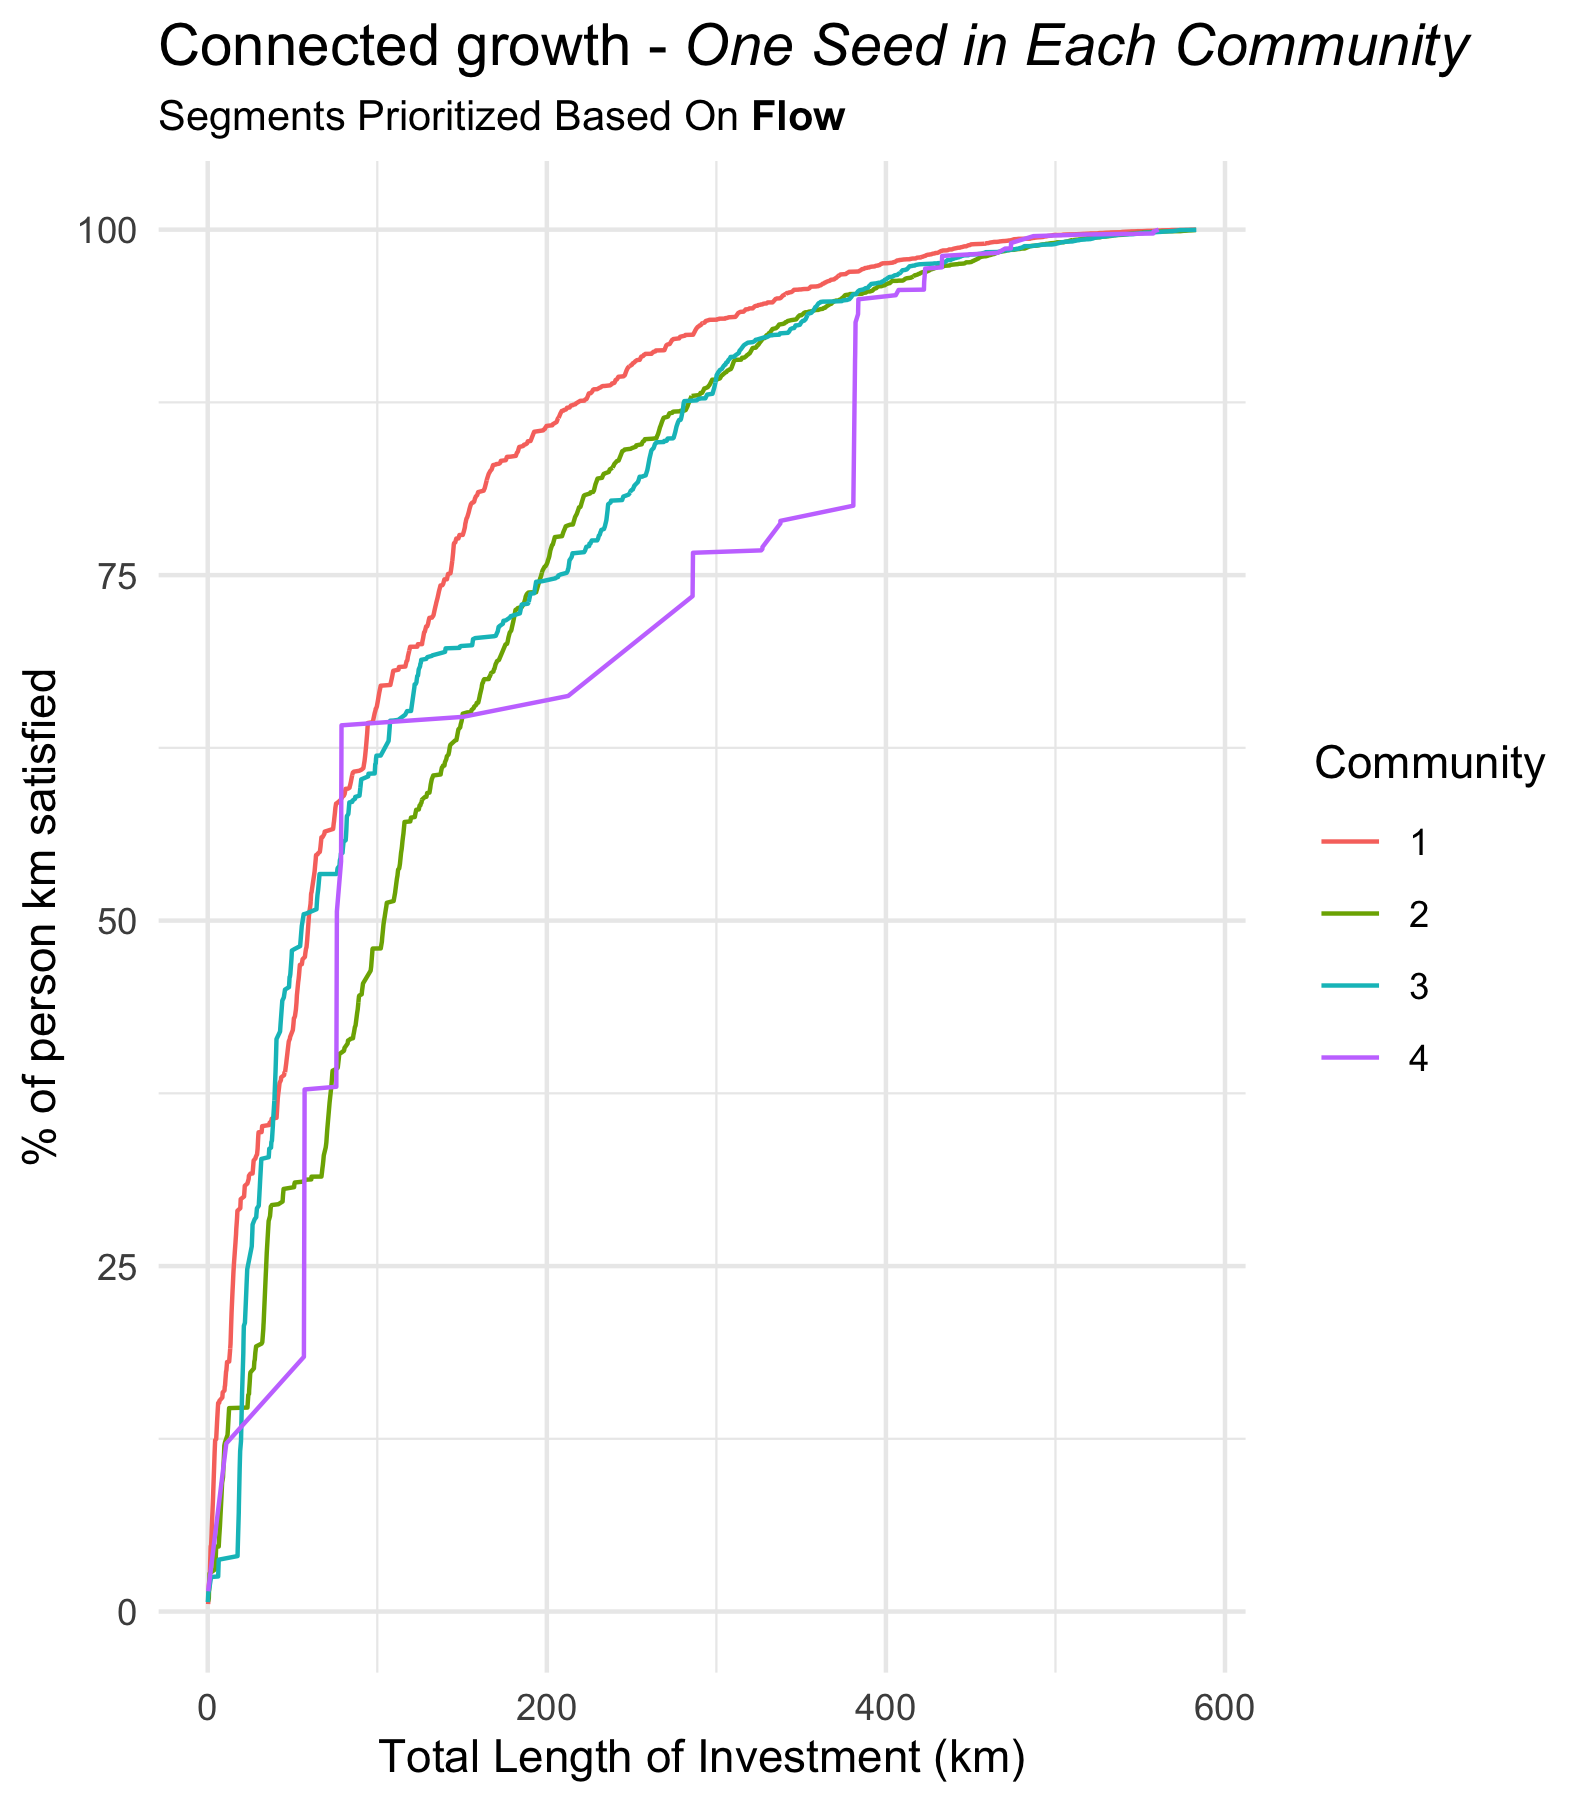 Connected growth - One Seed in Each Community
Segments Prioritized Based On Flow
% of person km satisfied
100
75
50
25
0
0 200 400 600
Total Length of Investment (km)
Community
1
2
3
4